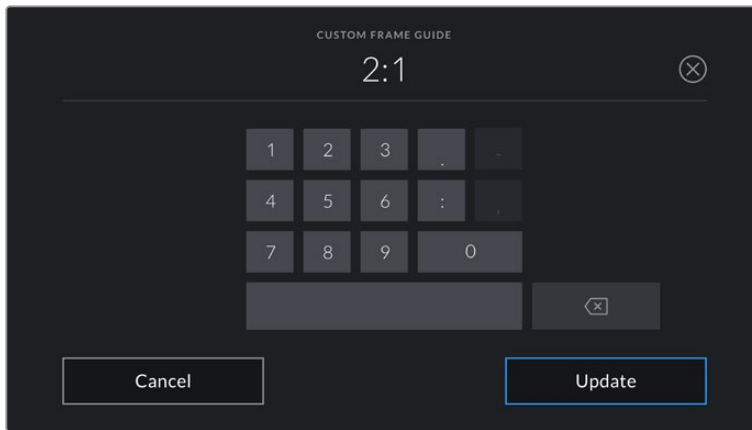 CUSTOM FRAME GUIDE
2:1
1 2 3 . -
4 5 6 : ,
7 8 9 0
Cancel Update